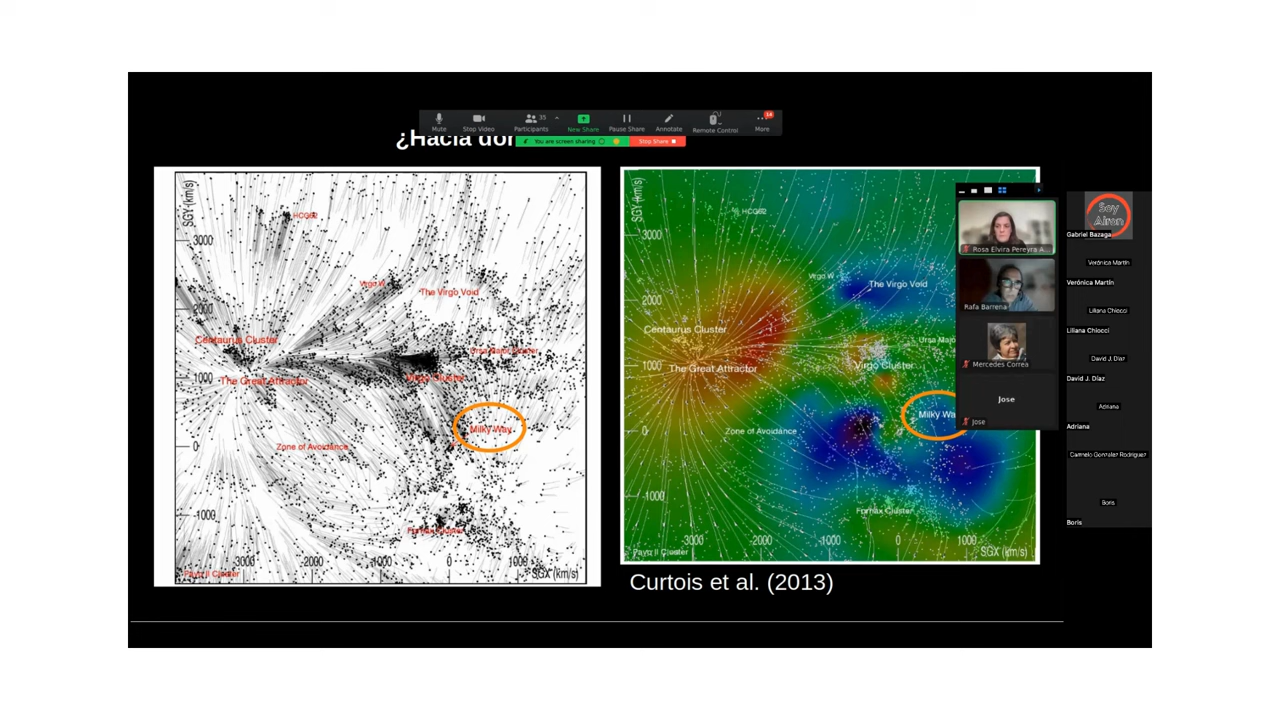 Mute
Stop Video
Participants
35
New Share
Pause Share
Annotate
Remote Control
More
14
¿Hacia dor
You are screen sharing
Stop Share
SGY (km/s)
HCG62
3000
Virgo W
The Virgo Void
2000
Centaurus Cluster
Ursa Major Cluster
1000
The Great Attractor
Virgo Cluster
Milky Way
0
Zone of Avoidance
-1000
Fornax Cluster
3000
2000
1000
0
1000
Pavo II Cluster
SGX (km/s)
SGY (km/s)
HCG62
3000
Virgo W
The Virgo Void
2000
Centaurus Cluster
Ursa Majo
1000
The Great Attractor
Virgo Cluster
Milky Wa
0
Zone of Avoidance
-1000
Fornax Cluster
3000
2000
1000
0
1000
Pavo II Cluster
SGX (km/s)
Curtois et al. (2013)
Rosa Elvira Pereyra A...
Rafa Barrena
Mercedes Correa
Jose
Jose
Soy
Airon
Gabriel Bazaga
Verónica Martín
Verónica Martín
Liliana Chiocci
Liliana Chiocci
David J. Díaz
David J. Díaz
Adriana
Adriana
Carmelo González Rodríguez
Boris
Boris